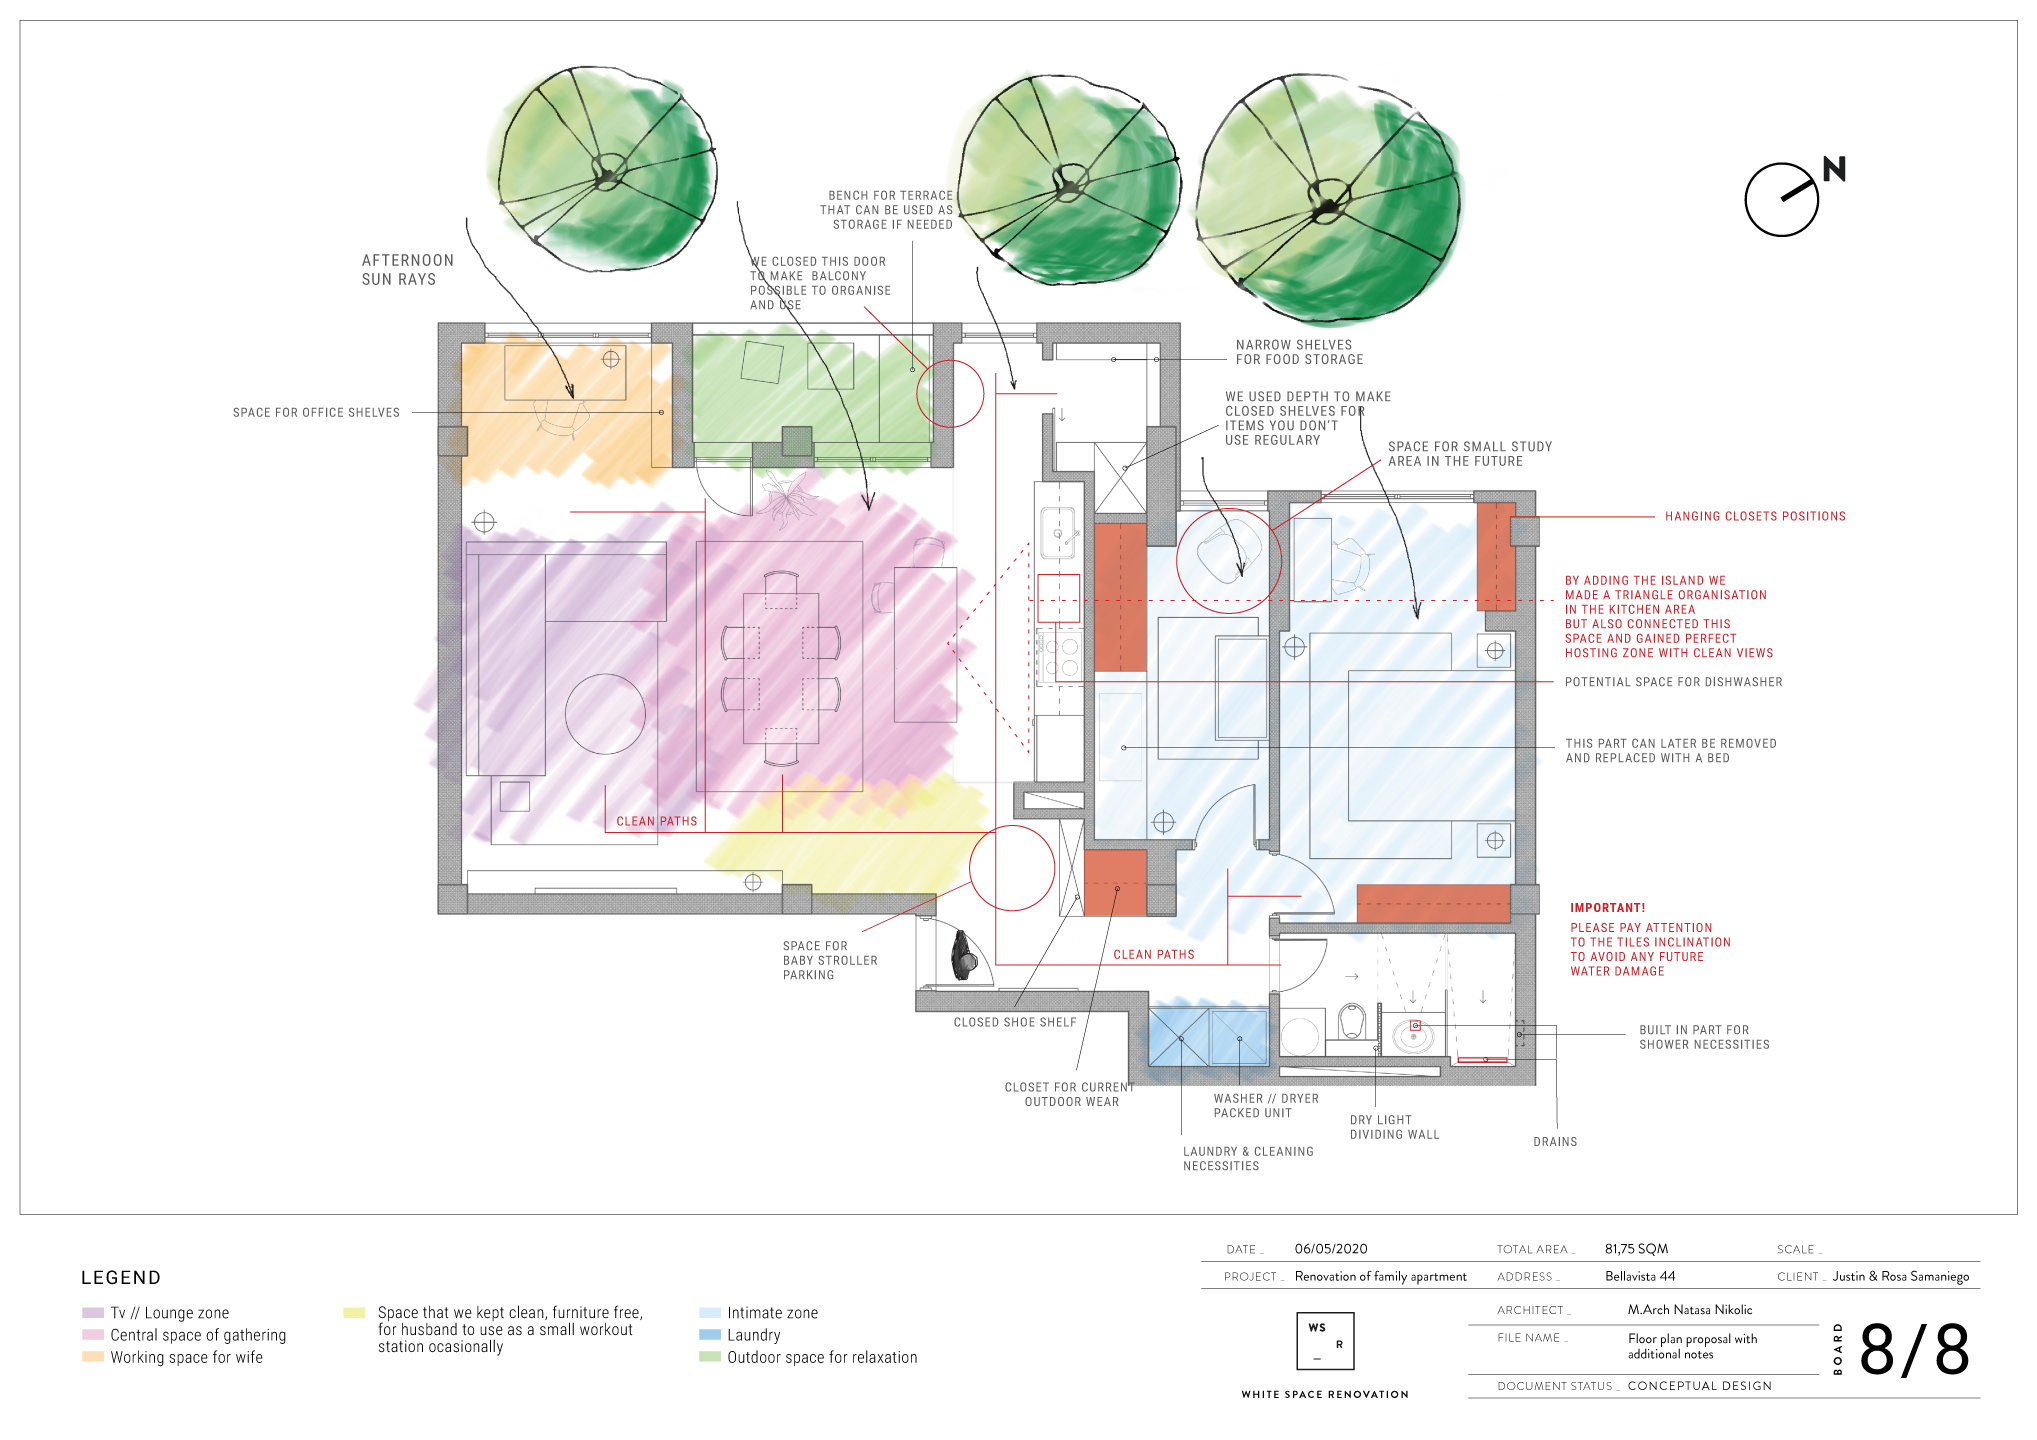 N
BENCH FOR TERRACE
THAT CAN BE USED AS
STORAGE IF NEEDED
AFTERNOON
SUN RAYS
WE CLOSED THIS DOOR
TO MAKE BALCONY
POSSIBLE TO ORGANISE
AND USE
NARROW SHELVES
FOR FOOD STORAGE
WE USED DEPTH TO MAKE
CLOSED SHELVES FOR
ITEMS YOU DON'T
USE REGULARY
SPACE FOR OFFICE SHELVES
SPACE FOR SMALL STUDY
AREA IN THE FUTURE
HANGING CLOSETS POSITIONS
BY ADDING THE ISLAND WE
MADE A TRIANGLE ORGANISATION
IN THE KITCHEN AREA
BUT ALSO CONNECTED THIS
SPACE AND GAINED PERFECT
HOSTING ZONE WITH CLEAN VIEWS
POTENTIAL SPACE FOR DISHWASHER
THIS PART CAN LATER BE REMOVED
AND REPLACED WITH A BED
CLEAN PATHS
IMPORTANT!
PLEASE PAY ATTENTION
TO THE TILES INCLINATION
TO AVOID ANY FUTURE
WATER DAMAGE
SPACE FOR
BABY STROLLER
PARKING
CLEAN PATHS
CLOSED SHOE SHELF
BUILT IN PART FOR
SHOWER NECESSITIES
CLOSET FOR CURRENT
OUTDOOR WEAR
WASHER // DRYER
PACKED UNIT
DRY LIGHT
DIVIDING WALL
DRAINS
LAUNDRY & CLEANING
NECESSITIES
LEGEND
Tv // Lounge zone
Central space of gathering
Working space for wife
Space that we kept clean, furniture free,
for husband to use as a small workout
station ocasionally
Intimate zone
Laundry
Outdoor space for relaxation
DATE _ 06/05/2020 TOTAL AREA _ 81,75 SQM SCALE _
PROJECT _ Renovation of family apartment ADDRESS _ Bellavista 44 CLIENT _ Justin & Rosa Samaniego
WS
R
_
WHITE SPACE RENOVATION
ARCHITECT _ M.Arch Natasa Nikolic
FILE NAME _ Floor plan proposal with
additional notes
DOCUMENT STATUS _ CONCEPTUAL DESIGN
BOARD 8/8